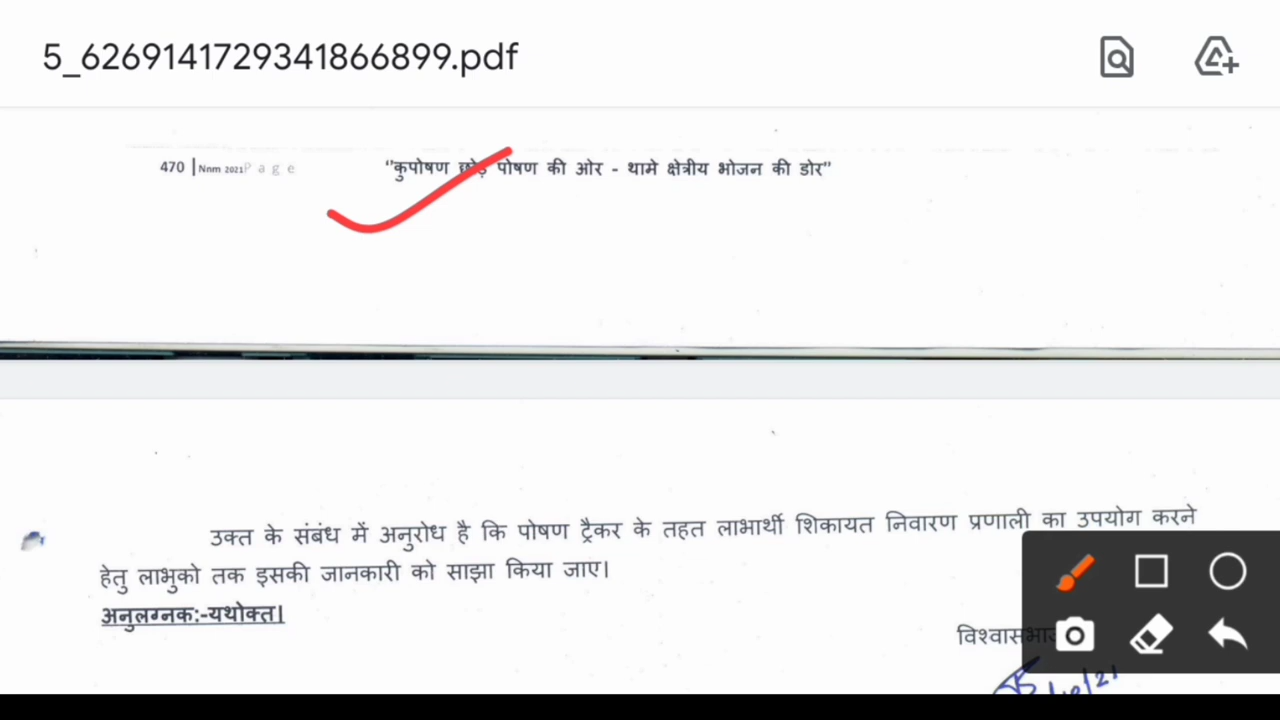 5_6269141729341866899.pdf
470 | Nnm 2021 P a g e "कुपोषण छोड़ पोषण की ओर - थामे क्षेत्रीय भोजन की डोर"
उक्त के संबंध में अनुरोध है कि पोषण ट्रैकर के तहत लाभार्थी शिकायत निवारण प्रणाली का उपयोग करने
हेतु लाभुको तक इसकी जानकारी को साझा किया जाए।
अनुलग्नक:-यथोक्त।